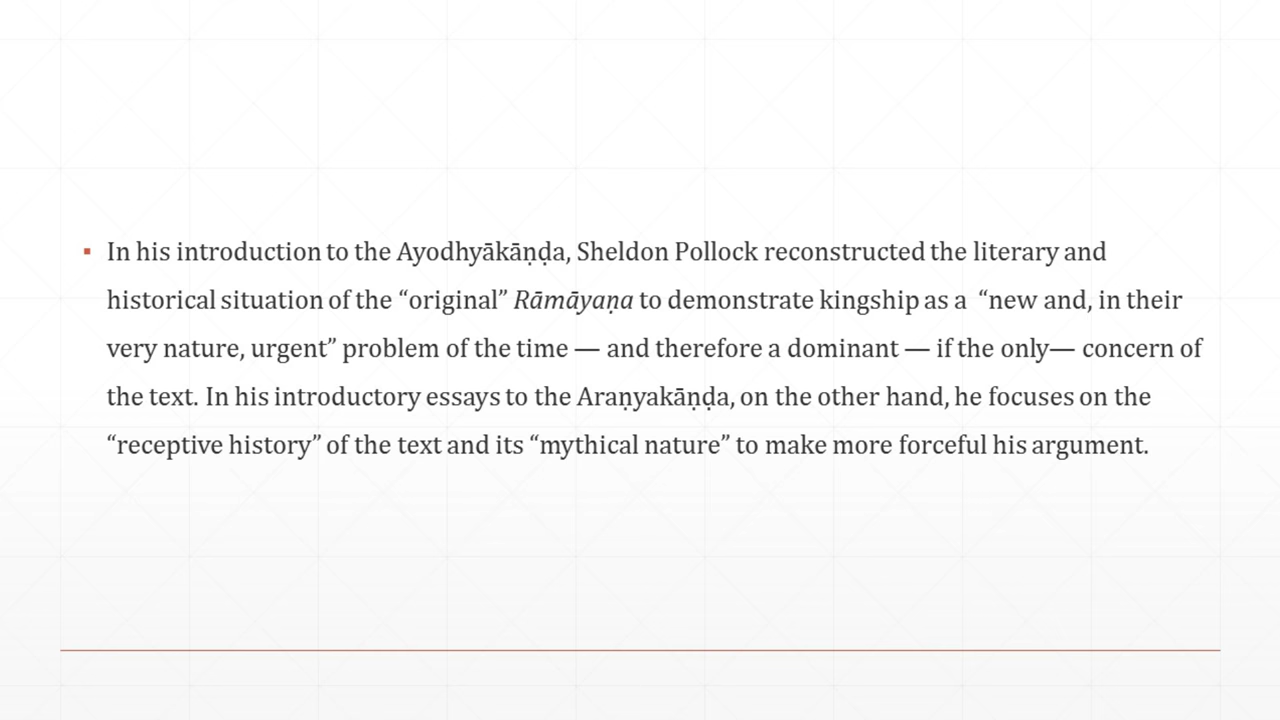 ▪ In his introduction to the Ayodhyākāṇḍa, Sheldon Pollock reconstructed the literary and
historical situation of the “original” Rāmāyaṇa to demonstrate kingship as a  “new and, in their
very nature, urgent” problem of the time — and therefore a dominant — if the only— concern of
the text. In his introductory essays to the Araṇyakāṇḍa, on the other hand, he focuses on the
“receptive history” of the text and its “mythical nature” to make more forceful his argument.